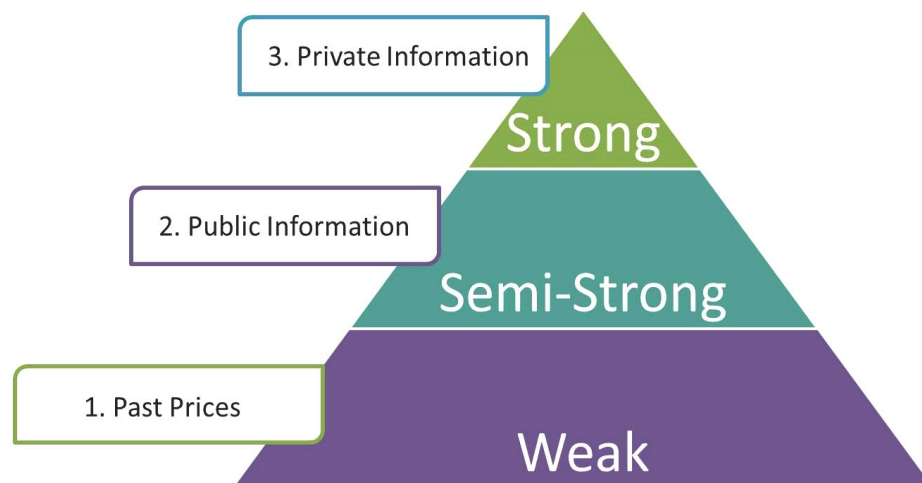 3. Private Information
Strong
2. Public Information
Semi-Strong
1. Past Prices
Weak